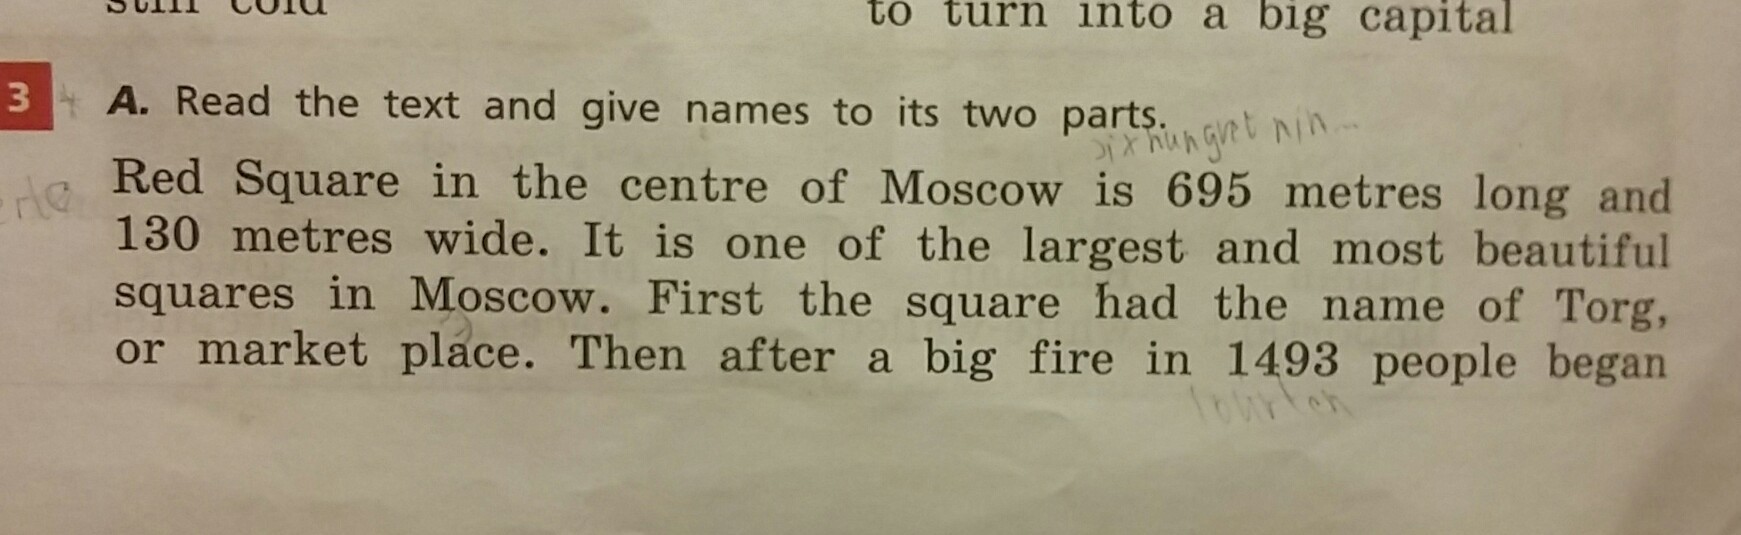 still cold
to turn into a big capital
3 A. Read the text and give names to its two parts.
Red Square in the centre of Moscow is 695 metres long and
130 metres wide. It is one of the largest and most beautiful
squares in Moscow. First the square had the name of Torg,
or market place. Then after a big fire in 1493 people began